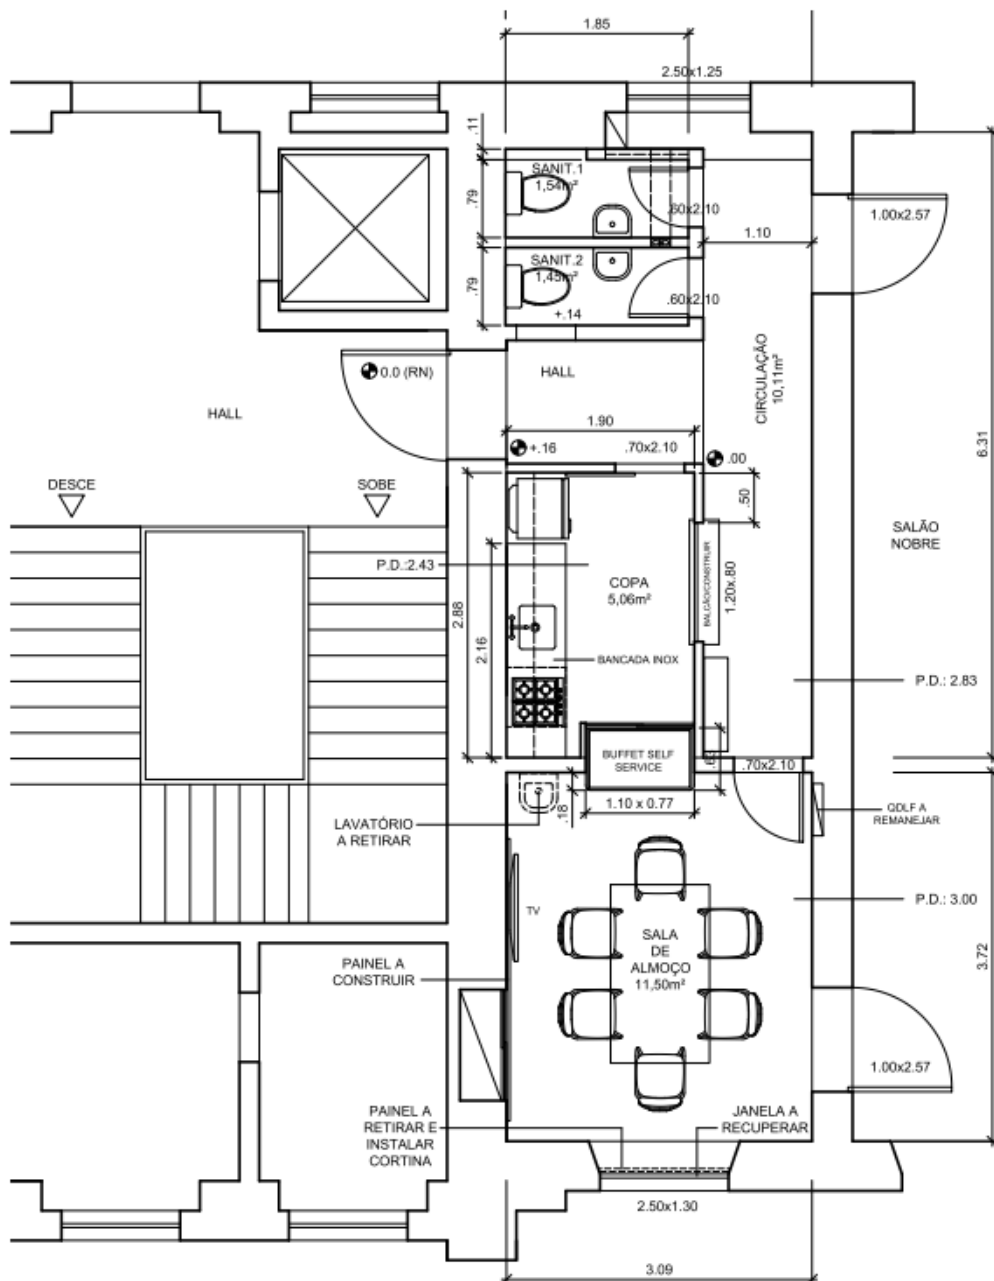 1.85
2.50x1.25
.11
SANIT.1
1,54m²
.79
.60x2.10
1.00x2.57
1.10
SANIT.2
1,45m²
.79
.60x2.10
+.14
CIRCULAÇÃO
10,11m²
0.0 (RN)
HALL
HALL
1.90
+.16
.70x2.10
.00
6.31
DESCE
SOBE
.50
SALÃO
NOBRE
P.D.:2.43
COPA
5,06m²
BALCÃO/CONSTRUIR
1.20x.80
2.88
2.16
BANCADA INOX
P.D.: 2.83
BUFFET SELF
SERVICE
.70x2.10
1.10 x 0.77
.18
QDLF A
REMANEJAR
LAVATÓRIO
A RETIRAR
P.D.: 3.00
TV
SALA
DE
ALMOÇO
11,50m²
3.72
PAINEL A
CONSTRUIR
1.00x2.57
PAINEL A
RETIRAR E
INSTALAR
CORTINA
JANELA A
RECUPERAR
2.50x1.30
3.09